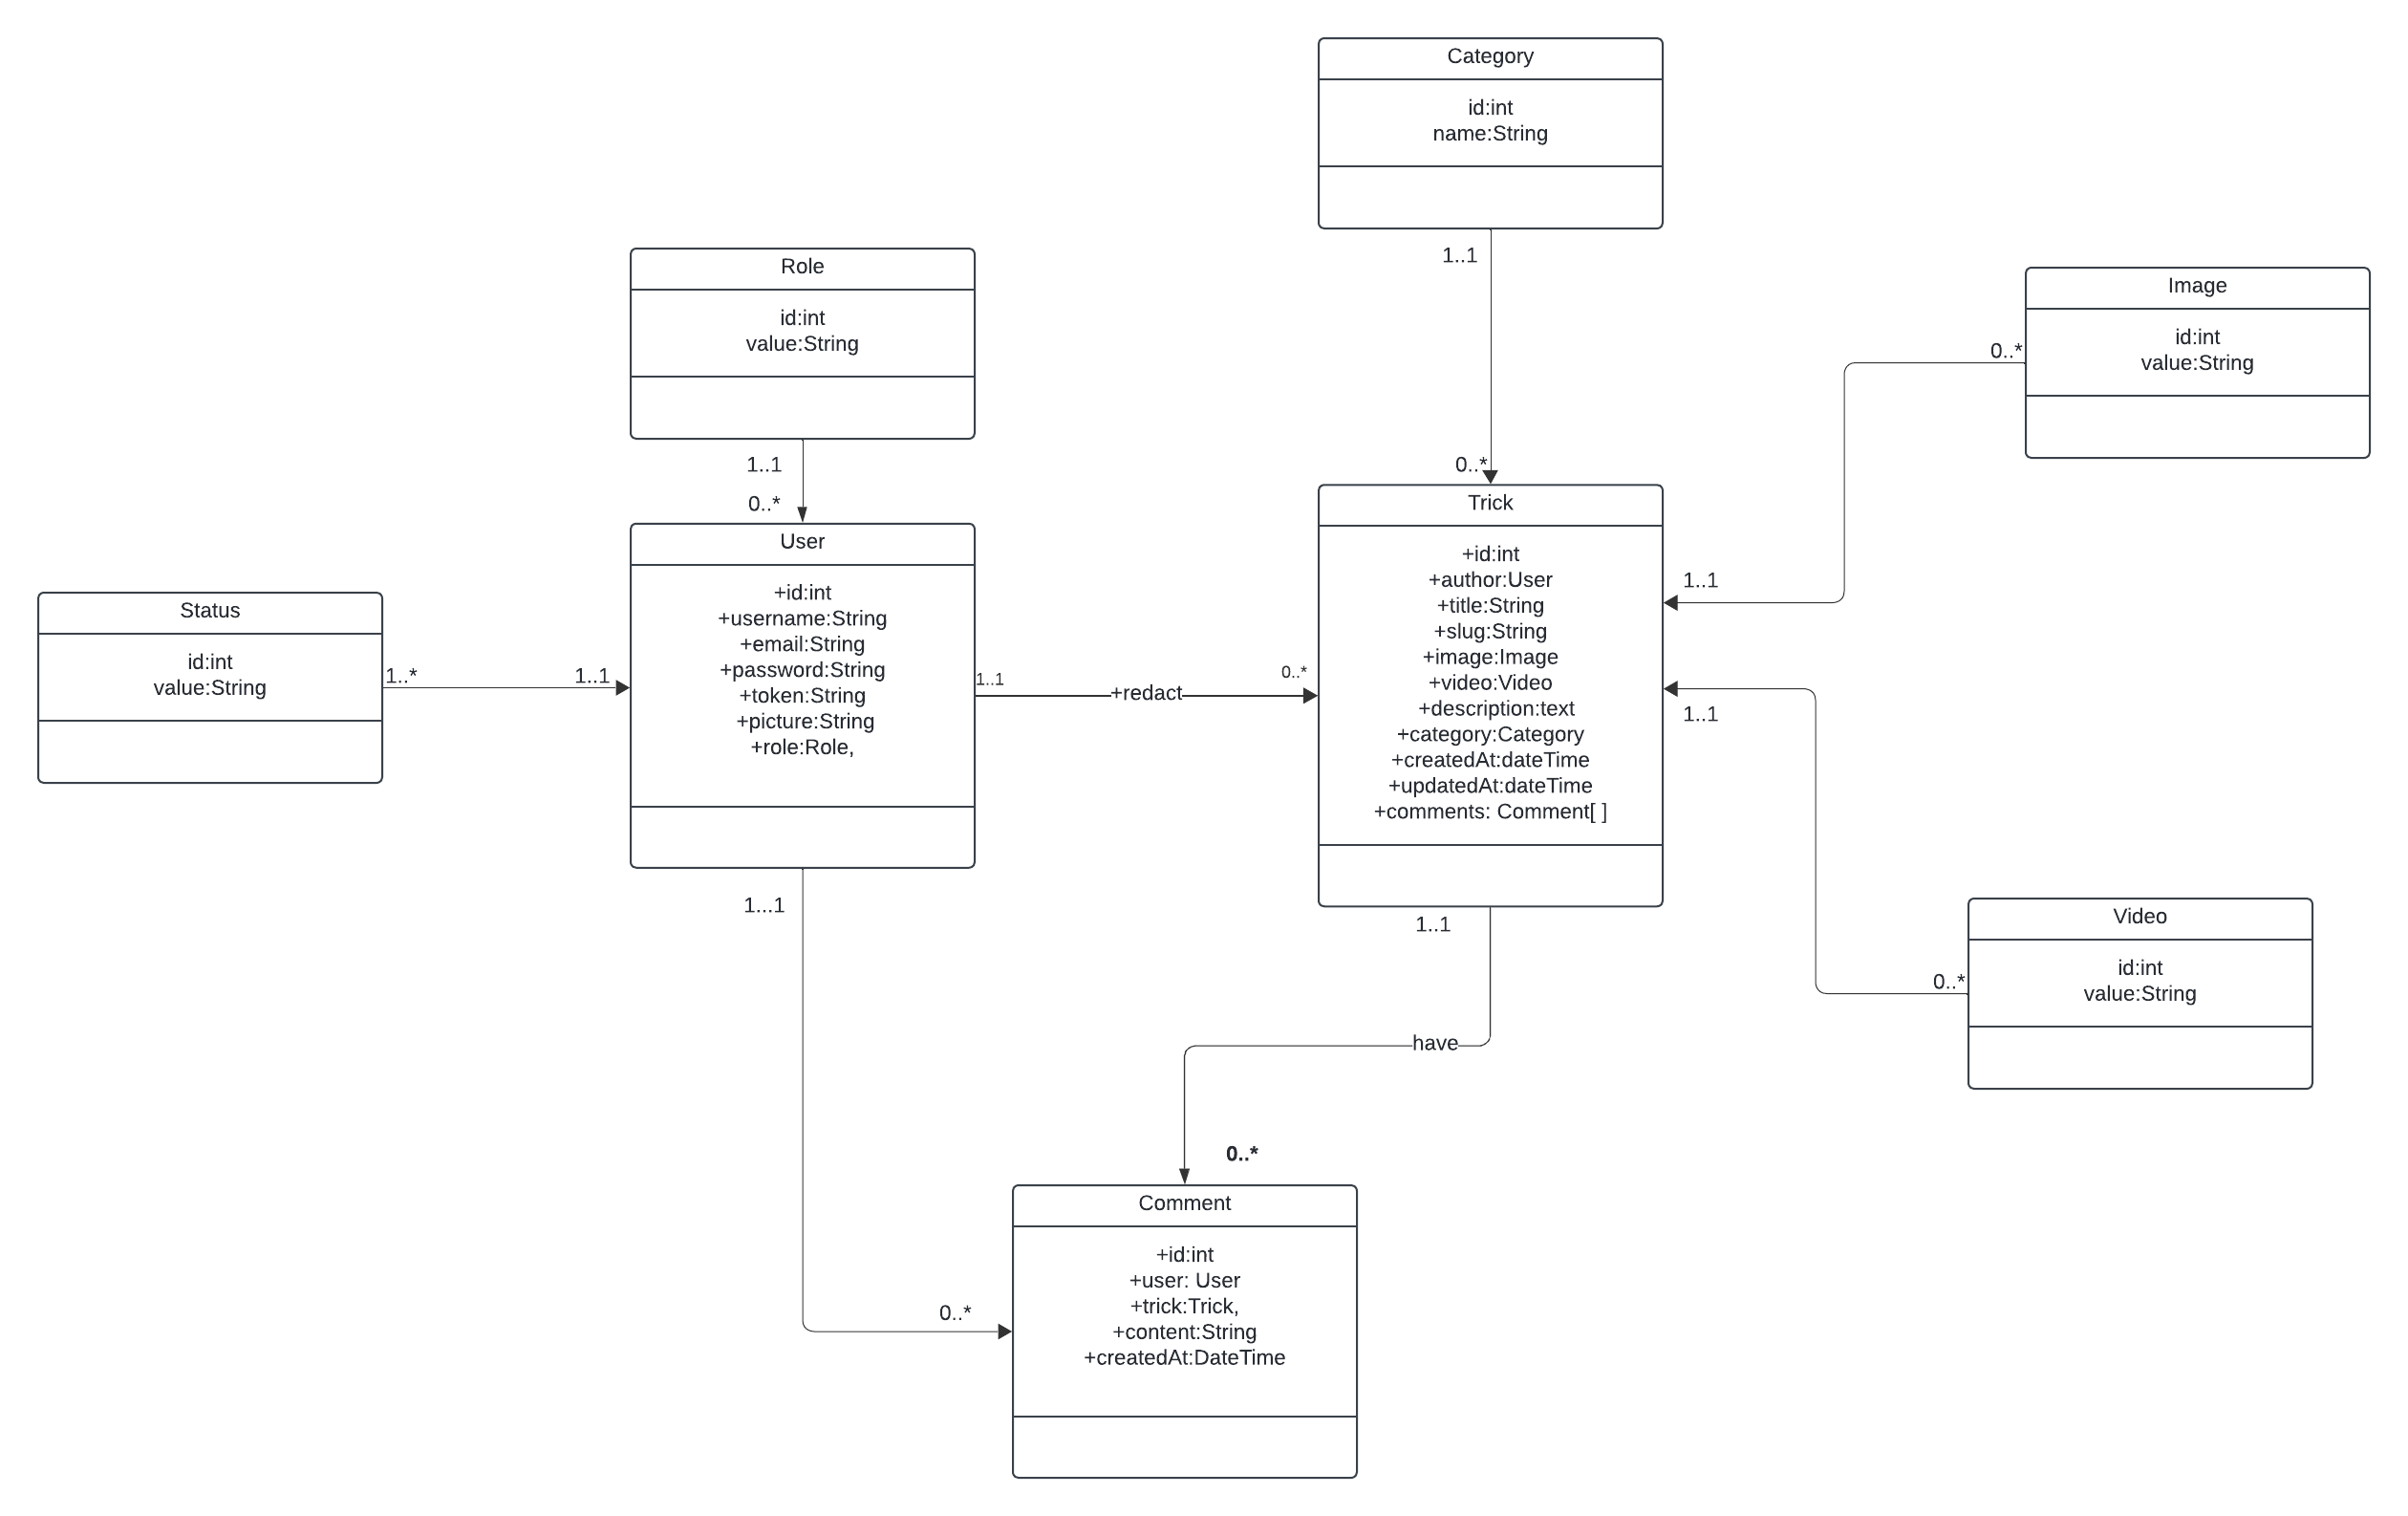 Category
id:int
name:String
1..1
0..*
Role
id:int
value:String
1..1
0..*
Image
id:int
value:String
0..*
1..1
Status
id:int
value:String
1..*
1..1
User
+id:int
+username:String
+email:String
+password:String
+token:String
+picture:String
+role:Role,
1..1
+redact
0..*
Trick
+id:int
+author:User
+title:String
+slug:String
+image:Image
+video:Video
+description:text
+category:Category
+createdAt:dateTime
+updatedAt:dateTime
+comments: Comment[ ]
1..1
Video
id:int
value:String
0..*
1...1
0..*
1..1
have
0..*
Comment
+id:int
+user: User
+trick:Trick,
+content:String
+createdAt:DateTime